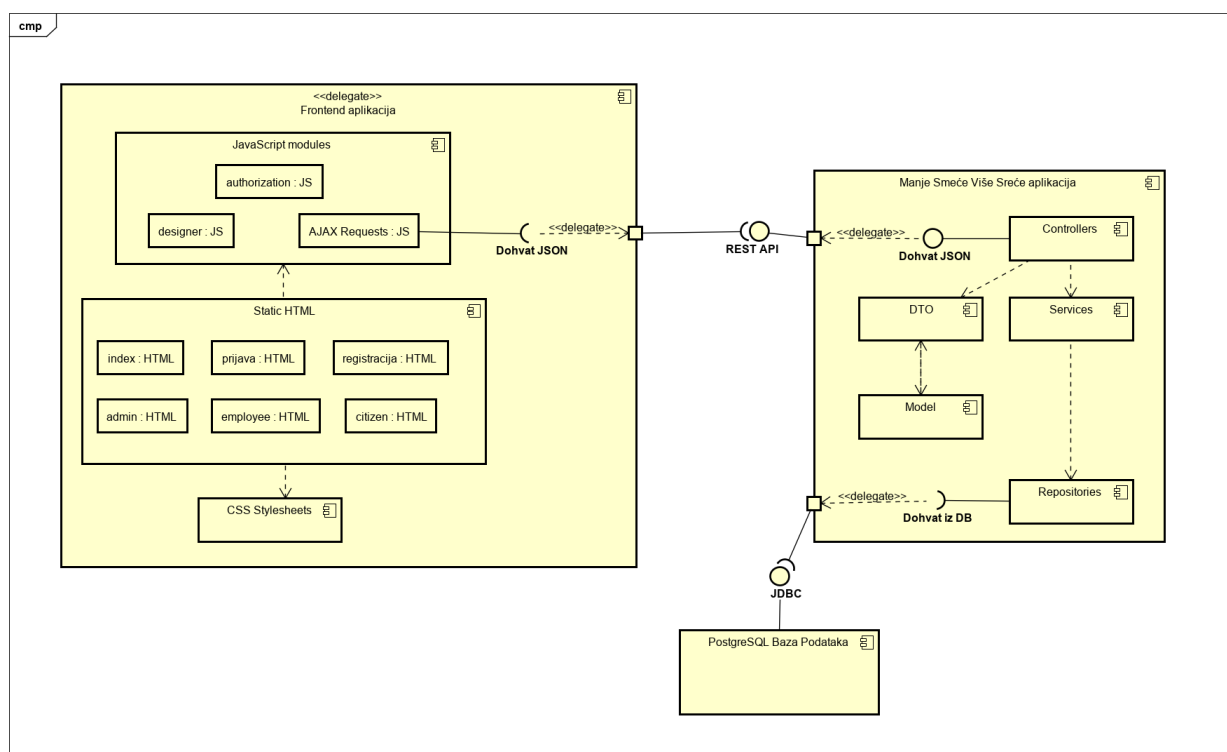 cmp
<<delegate>>
Frontend aplikacija
JavaScript modules
authorization : JS
designer : JS
AJAX Requests : JS
Dohvat JSON
<<delegate>>
Static HTML
index : HTML
prijava : HTML
registracija : HTML
admin : HTML
employee : HTML
citizen : HTML
CSS Stylesheets
REST API
Manje Smeće Više Sreće aplikacija
<<delegate>>
Dohvat JSON
Controllers
DTO
Services
Model
<<delegate>>
Dohvat iz DB
Repositories
JDBC
PostgreSQL Baza Podataka